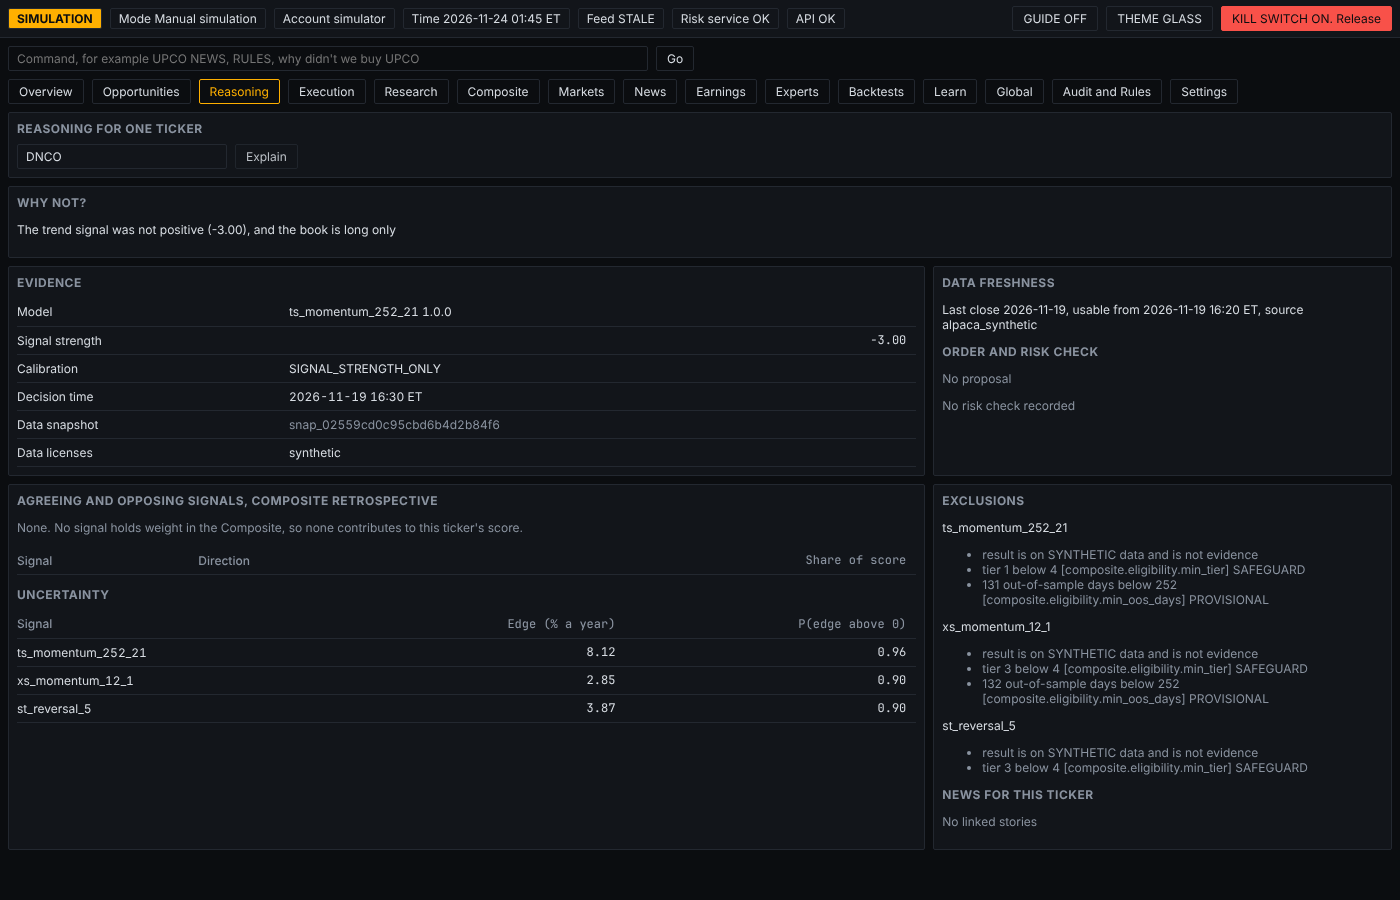 SIMULATION
Mode Manual simulation
Account simulator
Time 2026-11-24 01:45 ET
Feed STALE
Risk service OK
API OK
GUIDE OFF
THEME GLASS
KILL SWITCH ON. Release
Command, for example UPCO NEWS, RULES, why didn't we buy UPCO
Go
Overview
Opportunities
Reasoning
Execution
Research
Composite
Markets
News
Earnings
Experts
Backtests
Learn
Global
Audit and Rules
Settings
REASONING FOR ONE TICKER
DNCO
Explain
WHY NOT?
The trend signal was not positive (-3.00), and the book is long only
EVIDENCE
Model ts_momentum_252_21 1.0.0
Signal strength -3.00
Calibration SIGNAL_STRENGTH_ONLY
Decision time 2026-11-19 16:30 ET
Data snapshot snap_02559cd0c95cbd6b4d2b84f6
Data licenses synthetic
DATA FRESHNESS
Last close 2026-11-19, usable from 2026-11-19 16:20 ET, source
alpaca_synthetic
ORDER AND RISK CHECK
No proposal
No risk check recorded
AGREEING AND OPPOSING SIGNALS, COMPOSITE RETROSPECTIVE
None. No signal holds weight in the Composite, so none contributes to this ticker's score.
Signal Direction Share of score
UNCERTAINTY
Signal Edge (% a year) P(edge above 0)
ts_momentum_252_21 8.12 0.96
xs_momentum_12_1 2.85 0.90
st_reversal_5 3.87 0.90
EXCLUSIONS
ts_momentum_252_21
• result is on SYNTHETIC data and is not evidence
• tier 1 below 4 [composite.eligibility.min_tier] SAFEGUARD
• 131 out-of-sample days below 252
[composite.eligibility.min_oos_days] PROVISIONAL
xs_momentum_12_1
• result is on SYNTHETIC data and is not evidence
• tier 3 below 4 [composite.eligibility.min_tier] SAFEGUARD
• 132 out-of-sample days below 252
[composite.eligibility.min_oos_days] PROVISIONAL
st_reversal_5
• result is on SYNTHETIC data and is not evidence
• tier 3 below 4 [composite.eligibility.min_tier] SAFEGUARD
NEWS FOR THIS TICKER
No linked stories